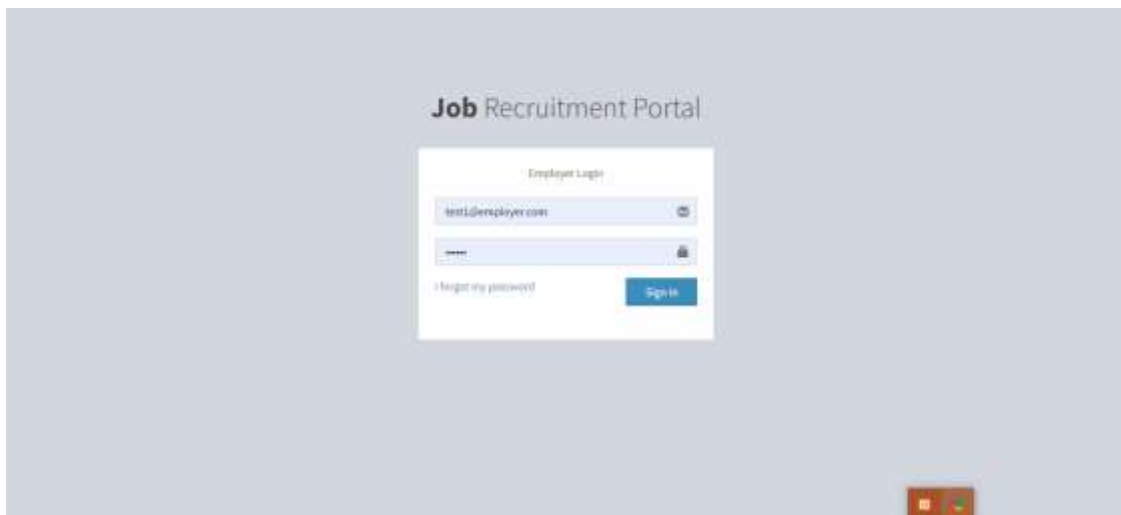 Job Recruitment Portal
Employer Login
test1@employer.com
I forgot my password
Sign In